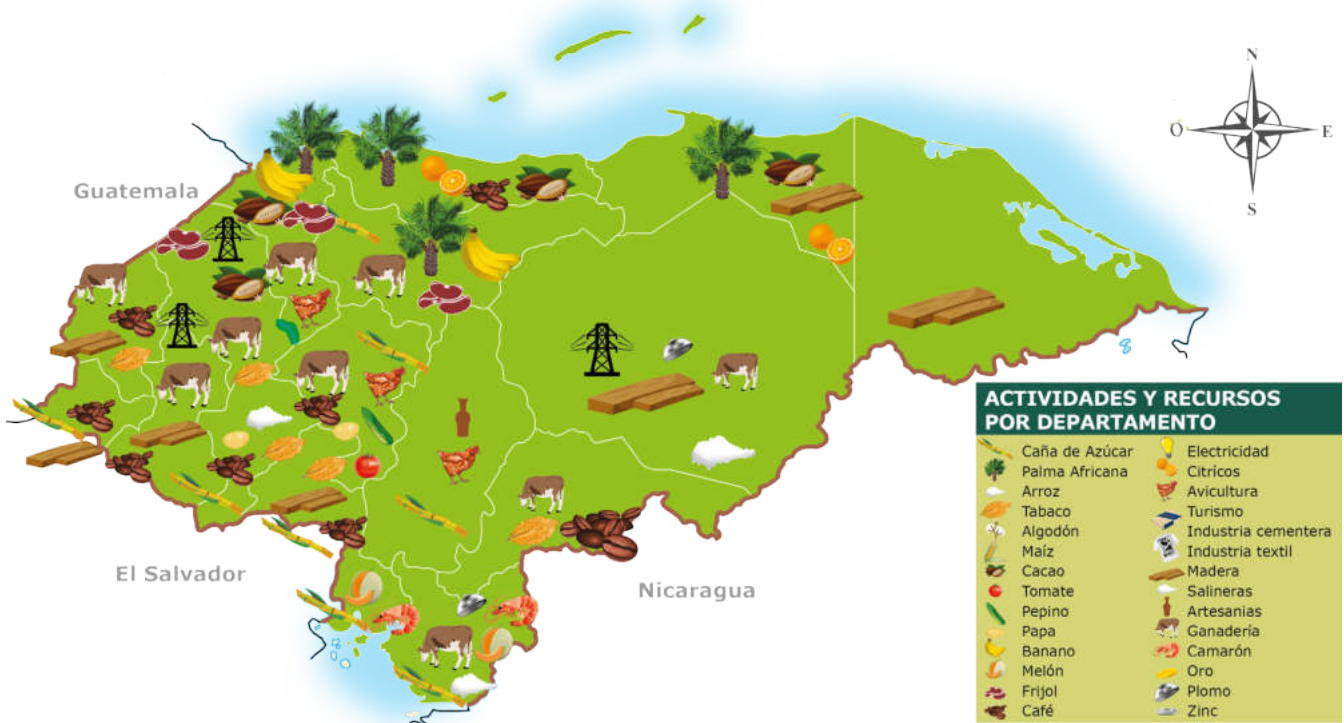 N
O
E
S
Guatemala
El Salvador
Nicaragua
ACTIVIDADES Y RECURSOS
POR DEPARTAMENTO
Caña de Azúcar
Palma Africana
Arroz
Tabaco
Algodón
Maíz
Cacao
Tomate
Pepino
Papa
Banano
Melón
Frijol
Café
Electricidad
Citrícos
Avicultura
Turismo
Industria cementera
Industria textil
Madera
Salineras
Artesanias
Ganadería
Camarón
Oro
Plomo
Zinc